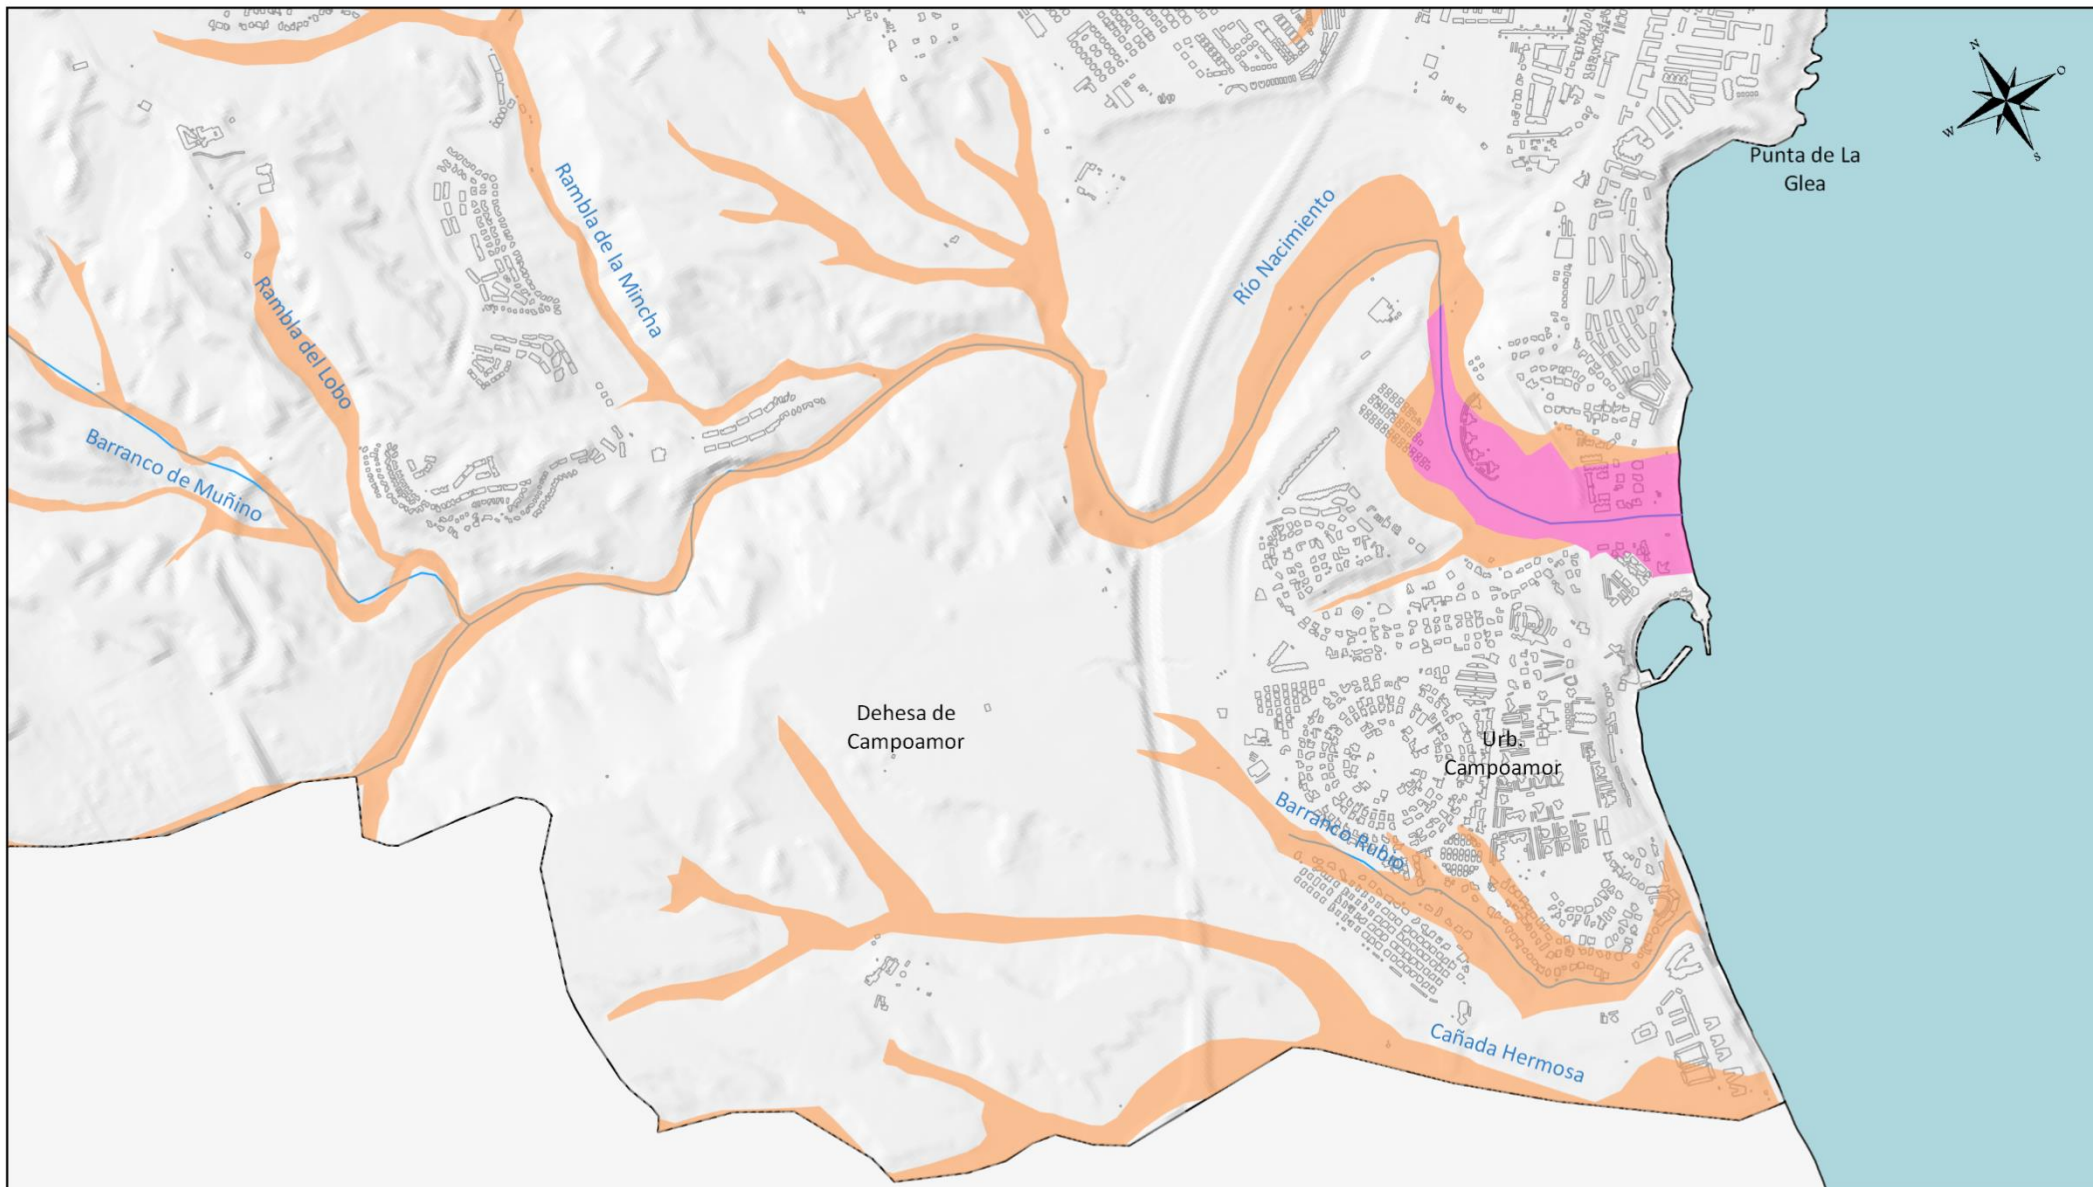 N
O
W
S
Punta de La
Glea
Rambla de la Mincha
Río Nacimiento
Rambla del Lobo
Barranco de Muñino
Dehesa de
Campoamor
Urb.
Campoamor
Barranco Rubio
Cañada Hermosa